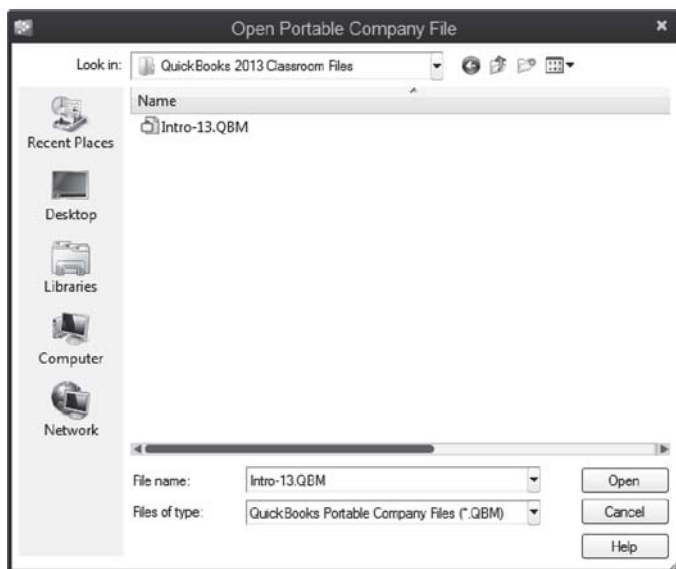 Open Portable Company File
Look in: QuickBooks 2013 Classroom Files
Name
Intro-13.QBM
Recent Places
Desktop
Libraries
Computer
Network
File name: Intro-13.QBM Open
Files of type: QuickBooks Portable Company Files (*.QBM) Cancel
Help